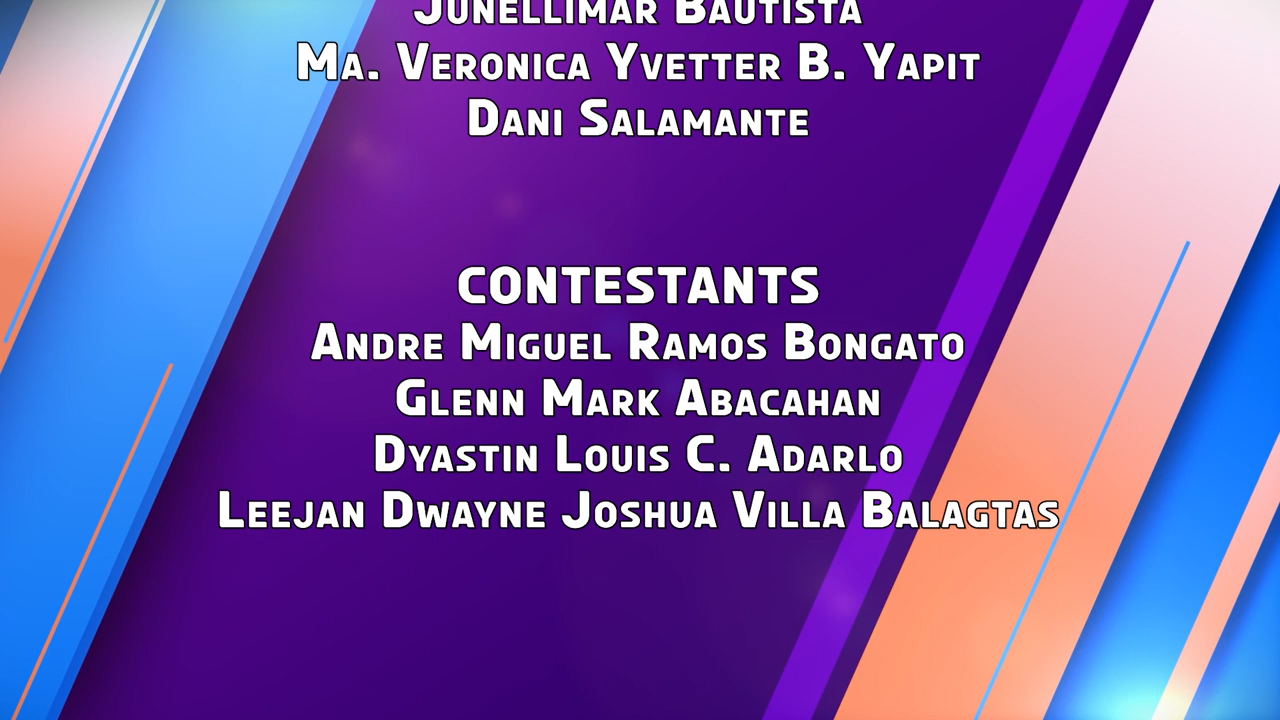 Junellimar Bautista
Ma. Veronica Yvetter B. Yapit
Dani Salamante
CONTESTANTS
Andre Miguel Ramos Bongato
Glenn Mark Abacahan
Dyastin Louis C. Adarlo
Leejan Dwayne Joshua Villa Balagtas